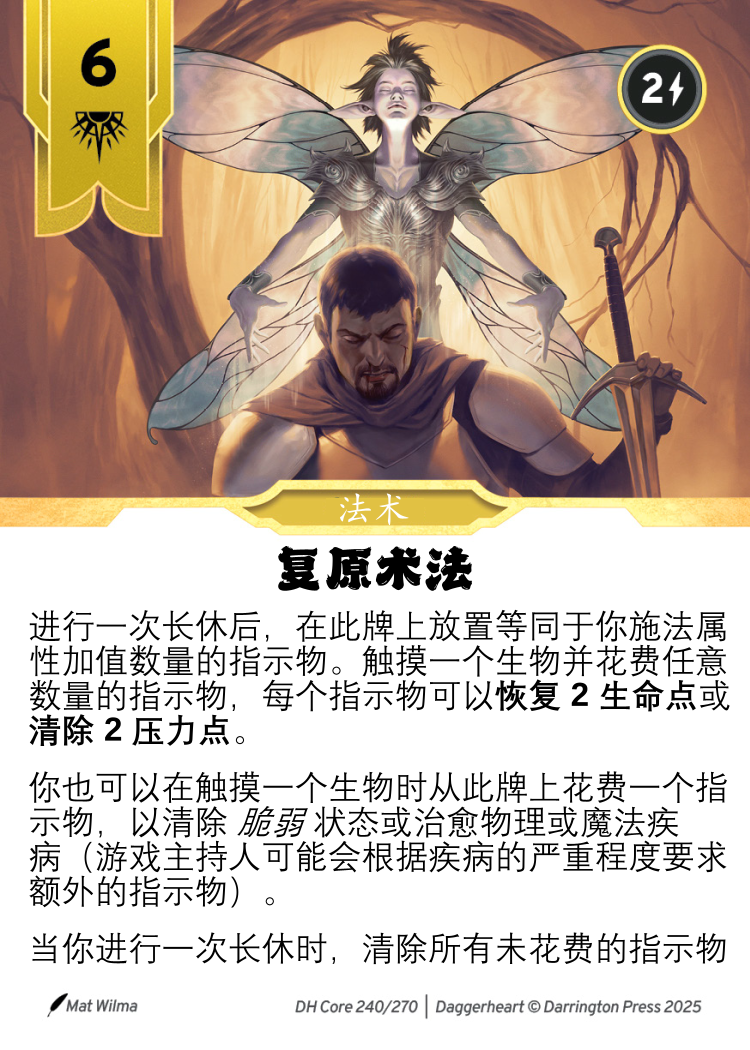 6
2
法术
复原术法
进行一次长休后，在此牌上放置等同于你施法属
性加值数量的指示物。触摸一个生物并花费任意
数量的指示物，每个指示物可以恢复 2 生命点或
清除 2 压力点。
你也可以在触摸一个生物时从此牌上花费一个指
示物，以清除 脆弱 状态或治愈物理或魔法疾
病（游戏主持人可能会根据疾病的严重程度要求
额外的指示物）。
当你进行一次长休时，清除所有未花费的指示物
Mat Wilma
DH Core 240/270 | Daggerheart © Darrington Press 2025